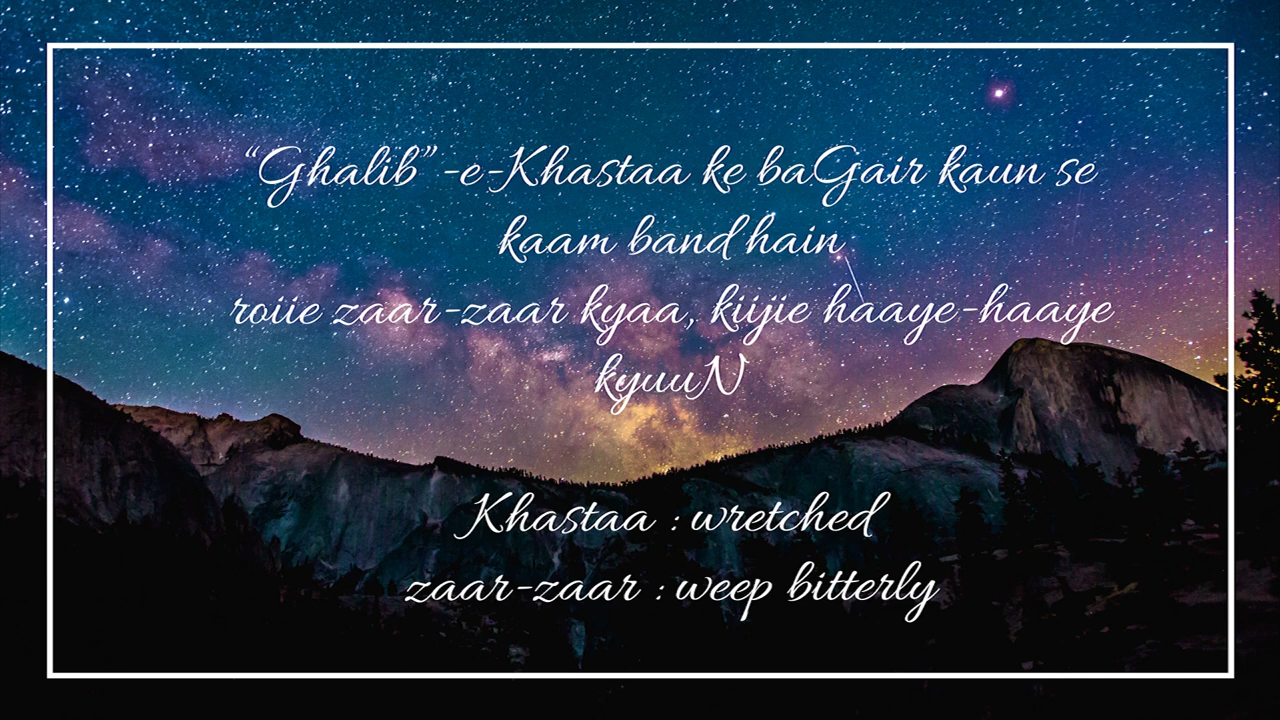 “Ghalib” -e-Khastaa ke baGair kaun se
kaam band hain
roiie zaar-zaar kyaa, kiijie haaye-haaye
kyuuN
Khastaa : wretched
zaar-zaar : weep bitterly